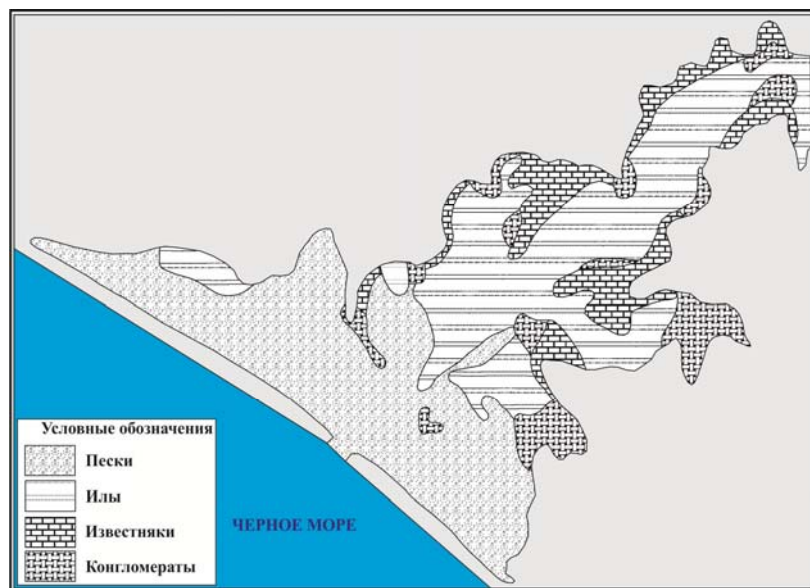 Условные обозначения
Пески
Илы
Известняки
Конгломераты
ЧЕРНОЕ МОРЕ